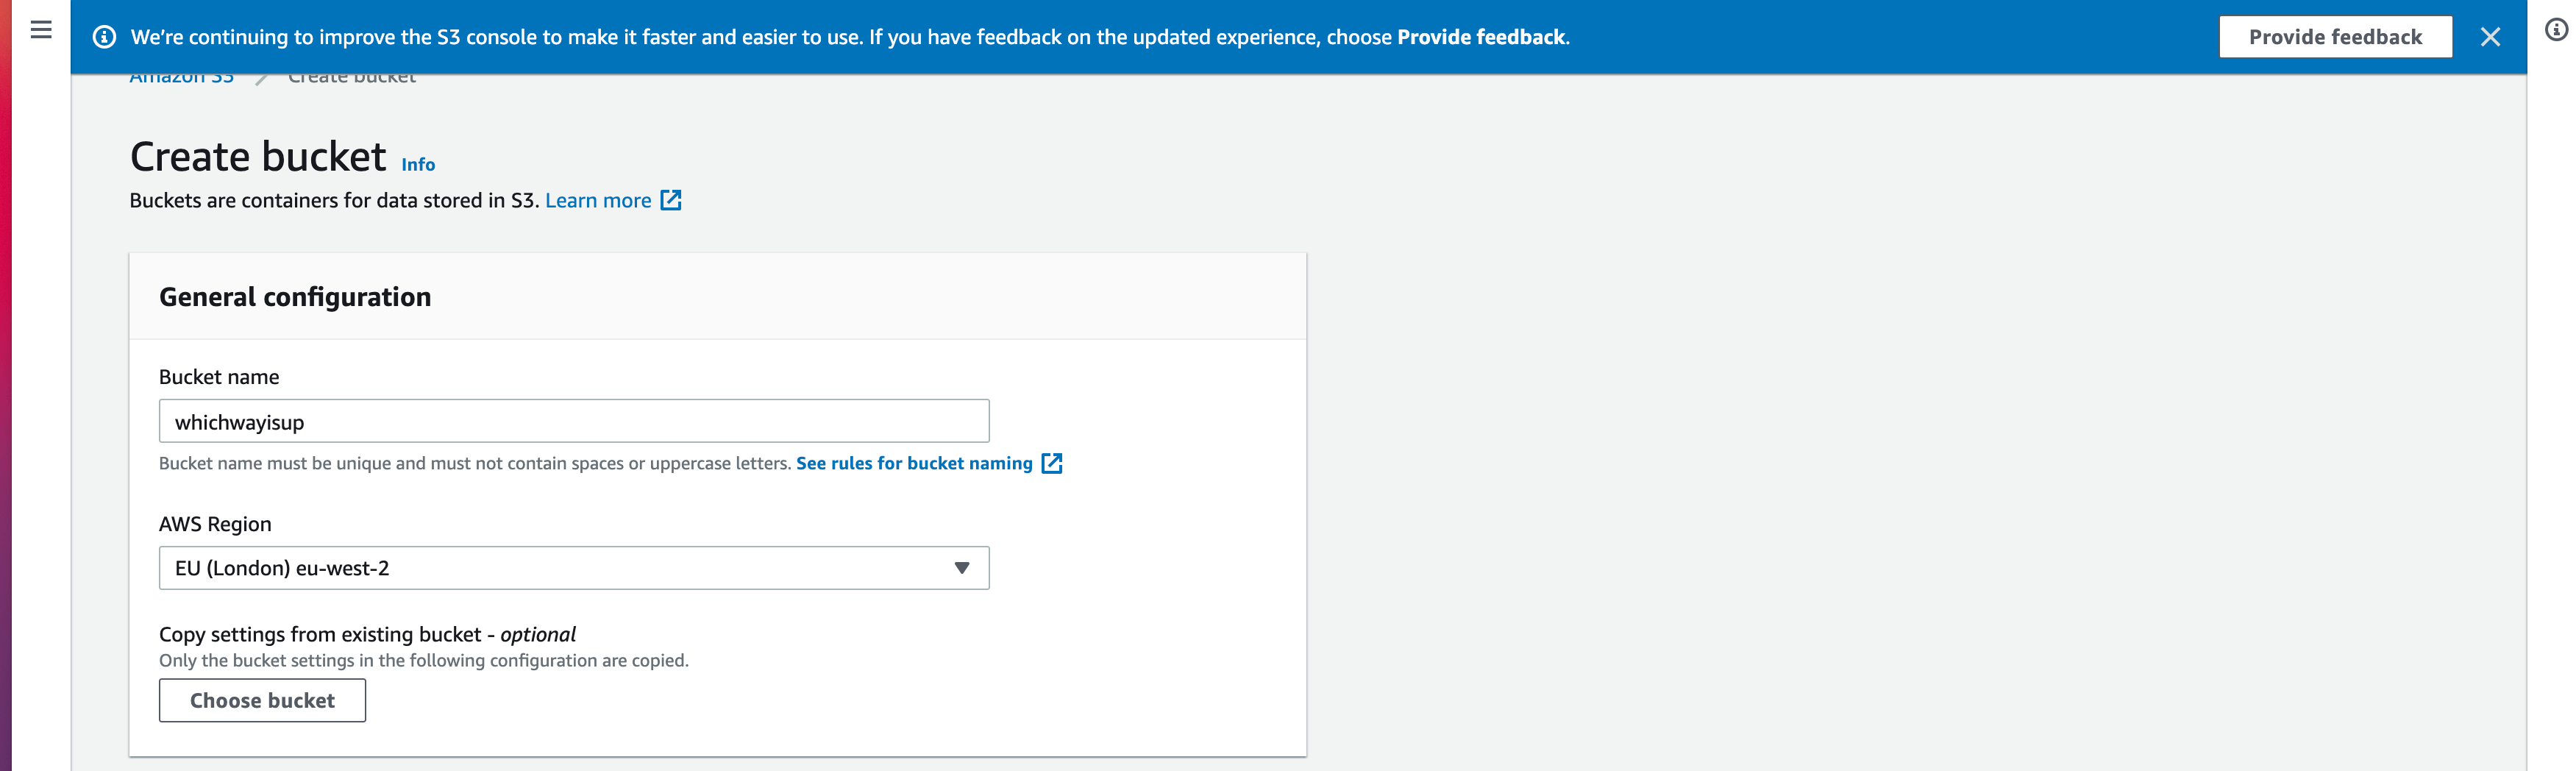 We're continuing to improve the S3 console to make it faster and easier to use. If you have feedback on the updated experience, choose Provide feedback.
Provide feedback
Amazon S3 / Create bucket
Create bucket Info
Buckets are containers for data stored in S3. Learn more
General configuration
Bucket name
whichwayisup
Bucket name must be unique and must not contain spaces or uppercase letters. See rules for bucket naming
AWS Region
EU (London) eu-west-2
Copy settings from existing bucket - optional
Only the bucket settings in the following configuration are copied.
Choose bucket